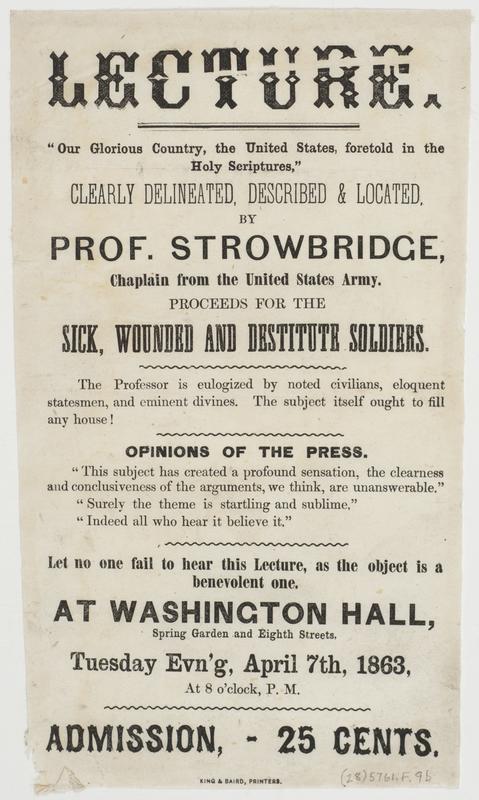 LECTURE.
"Our Glorious Country, the United States, foretold in the
Holy Scriptures,"
CLEARLY DELINEATED, DESCRIBED & LOCATED,
BY
PROF. STROWBRIDGE,
Chaplain from the United States Army.
PROCEEDS FOR THE
SICK, WOUNDED AND DESTITUTE SOLDIERS.
The Professor is eulogized by noted civilians, eloquent
statesmen, and eminent divines. The subject itself ought to fill
any house!
OPINIONS OF THE PRESS.
"This subject has created a profound sensation, the clearness
and conclusiveness of the arguments, we think, are unanswerable."
"Surely the theme is startling and sublime."
"Indeed all who hear it believe it."
Let no one fail to hear this Lecture, as the object is a
benevolent one.
AT WASHINGTON HALL,
Spring Garden and Eighth Streets.
Tuesday Evn'g, April 7th, 1863,
At 8 o'clock, P. M.
ADMISSION, - 25 CENTS.
KING & BAIRD, PRINTERS.
(28)5761.F.9b